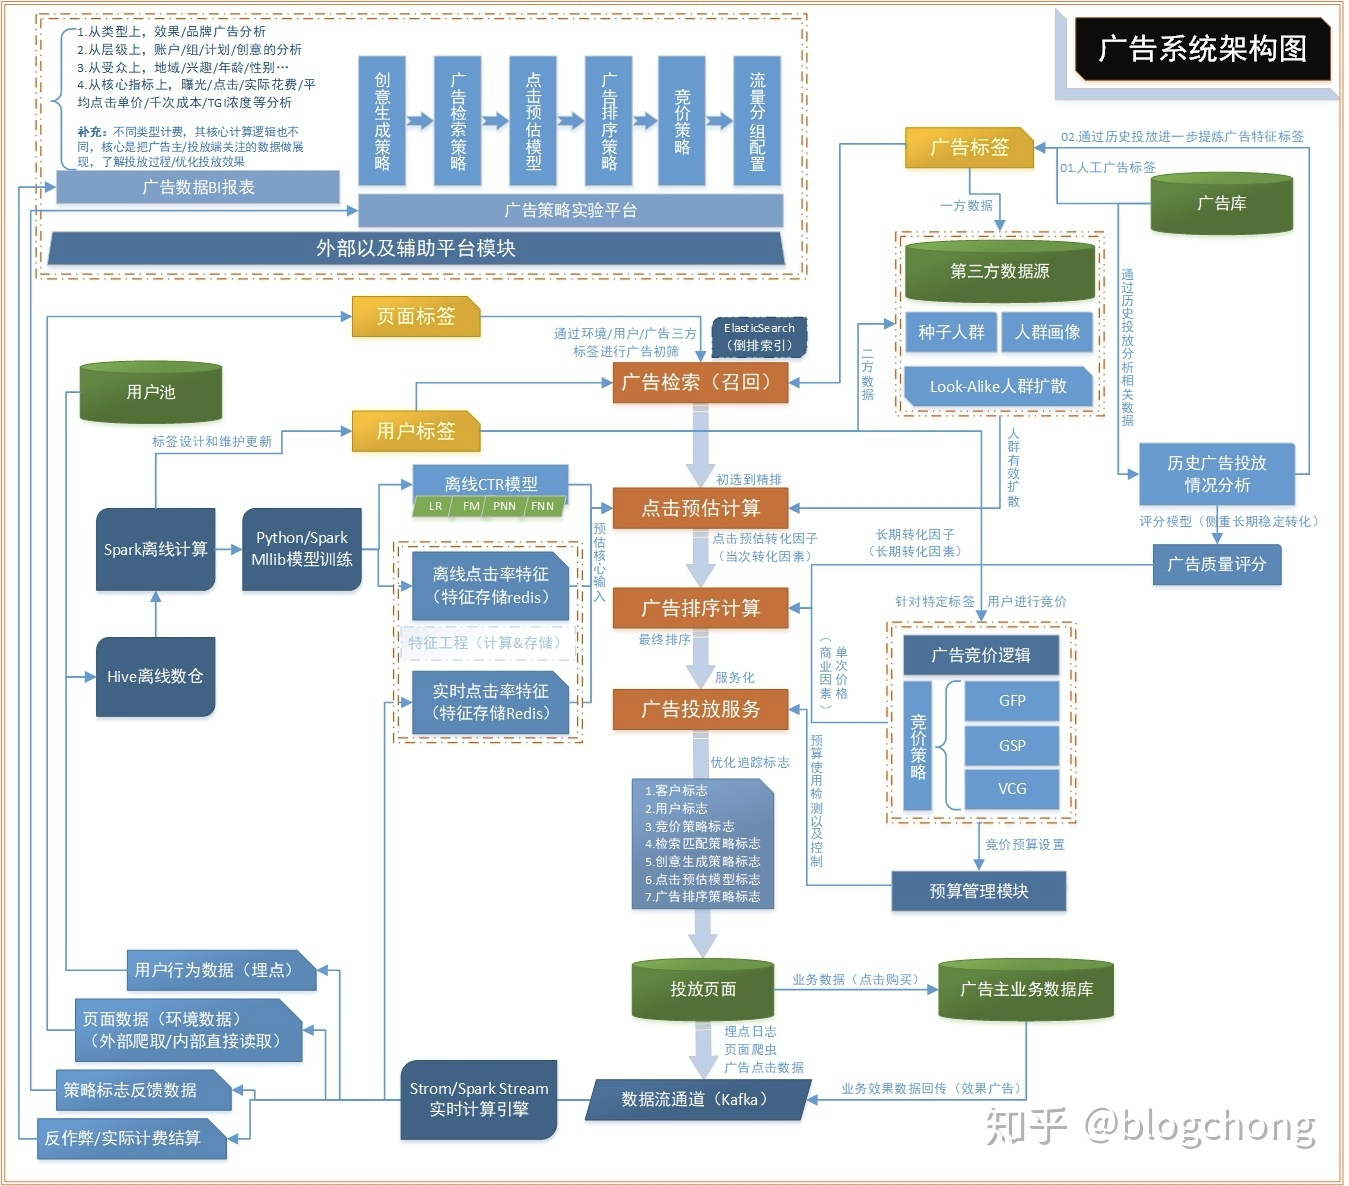 广告系统架构图
1.从类型上，效果/品牌广告分析
2.从层级上，账户/组/计划/创意的分析
3.从受众上，地域/兴趣/年龄/性别…
4.从核心指标上，曝光/点击/实际花费/平
均点击单价/千次成本/TGI浓度等分析
补充：不同类型计费，其核心计算逻辑也不
同，核心是把广告主/投放端关注的数据做展
现，了解投放过程/优化投放效果
广告数据BI报表
创意生成策略
广告检索策略
点击预估模型
广告排序策略
竞价策略
流量分组配置
广告策略实验平台
外部以及辅助平台模块
广告标签
02.通过历史投放进一步提炼广告特征标签
01.人工广告标签
广告库
一方数据
第三方数据源
种子人群
人群画像
Look-Alike人群扩散
通过历史投放分析相关数据
二方数据
人群有效扩散
页面标签
通过环境/用户/广告三方
标签进行广告初筛
ElasticSearch
（倒排索引）
广告检索（召回）
用户池
用户标签
标签设计和维护更新
初选到精排
离线CTR模型
LR
FM
PNN
FNN
点击预估计算
历史广告投放
情况分析
评分模型（侧重长期稳定转化）
广告质量评分
Spark离线计算
Python/Spark
Mllib模型训练
预估核心输入
点击预估转化因子
（当次转化因素）
长期转化因子
（长期转化因素）
离线点击率特征
（特征存储redis）
广告排序计算
针对特定标签
用户进行竞价
特征工程（计算&存储）
最终排序
单次价格
（商业因素）
广告竞价逻辑
Hive离线数仓
服务化
实时点击率特征
（特征存储Redis）
广告投放服务
竞价策略
GFP
GSP
VCG
优化追踪标志
预算使用检测以及控制
1.客户标志
2.用户标志
3.竞价策略标志
4.检索匹配策略标志
5.创意生成策略标志
6.点击预估模型标志
7.广告排序策略标志
竞价预算设置
预算管理模块
用户行为数据（埋点）
投放页面
业务数据（点击购买）
广告主业务数据库
页面数据（环境数据）
（外部爬取/内部直接读取）
埋点日志
页面爬虫
广告点击数据
策略标志反馈数据
Strom/Spark Stream
实时计算引擎
数据流通道（Kafka）
业务效果数据回传（效果广告）
反作弊/实际计费结算
知乎 @blogchong